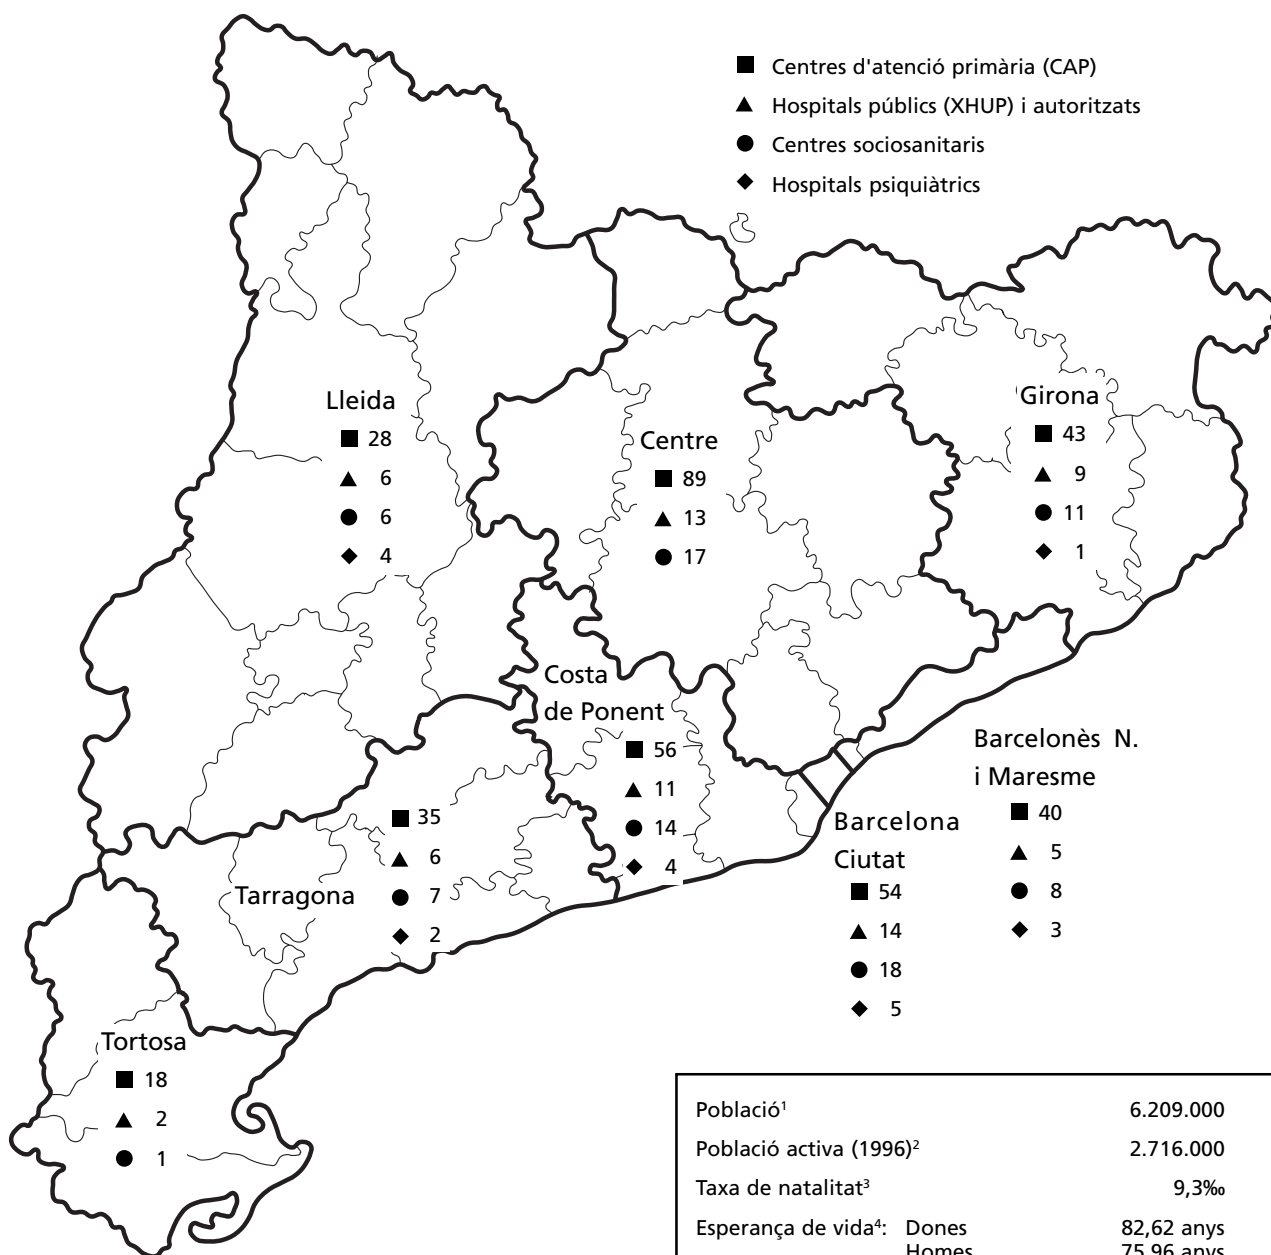 ■ Centres d'atenció primària (CAP)
▲ Hospitals públics (XHUP) i autoritzats
● Centres sociosanitaris
◆ Hospitals psiquiàtrics
Lleida
■ 28
▲ 6
● 6
◆ 4
Centre
■ 89
▲ 13
● 17
Girona
■ 43
▲ 9
● 11
◆ 1
Costa
de Ponent
■ 56
▲ 11
● 14
◆ 4
Barcelonès N.
i Maresme
■ 40
▲ 5
● 8
◆ 3
Barcelona
Ciutat
■ 54
▲ 14
● 18
◆ 5
Tarragona
■ 35
▲ 6
● 7
◆ 2
Tortosa
■ 18
▲ 2
● 1
Població¹ 6.209.000
Població activa (1996)² 2.716.000
Taxa de natalitat³ 9,3‰
Esperança de vida⁴: Dones 82,62 anys
Homes 75,96 anys